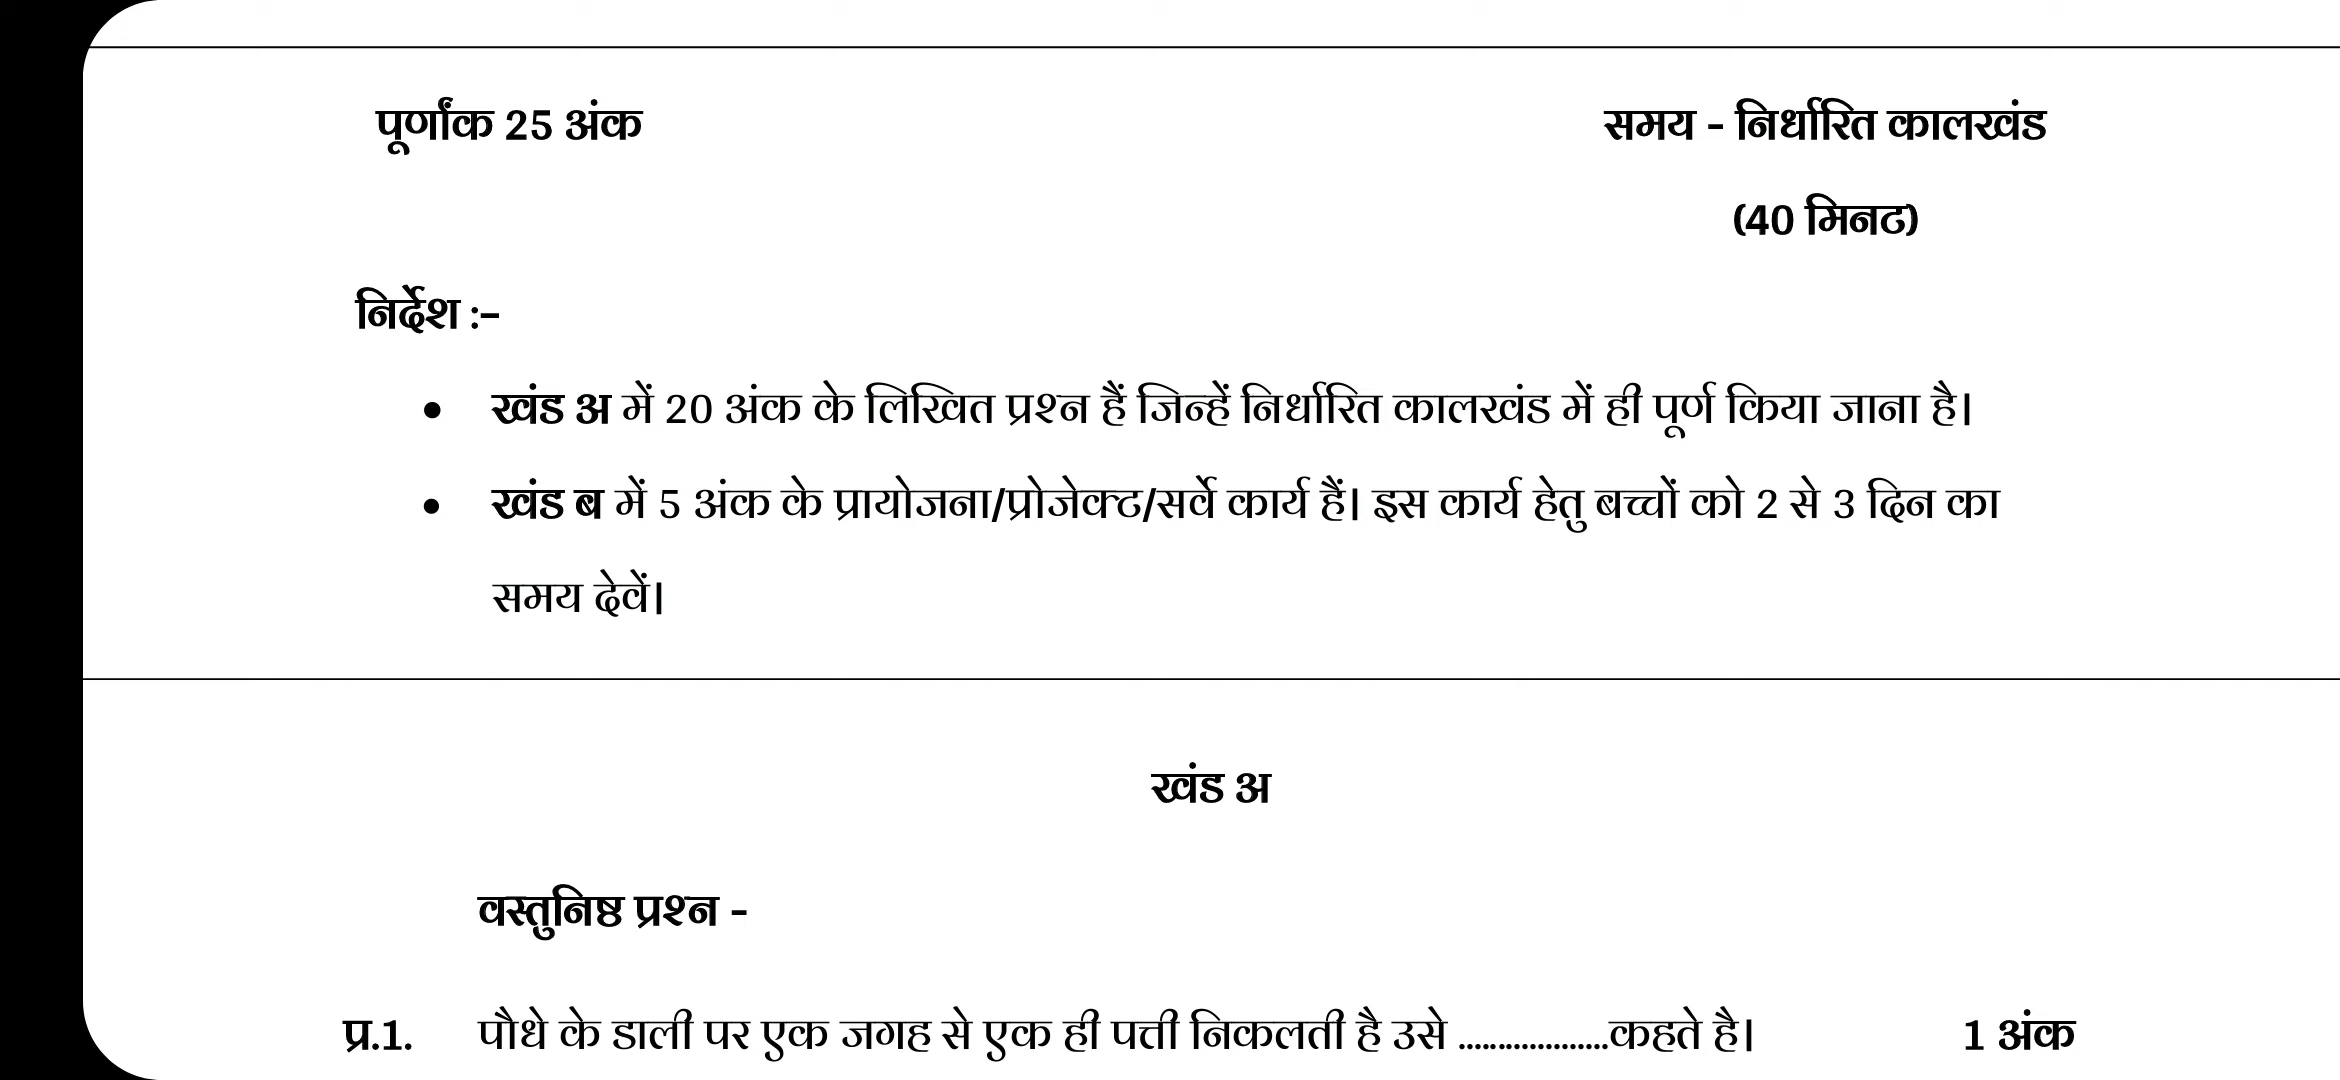 पूर्णांक 25 अंक समय - निर्धारित कालखंड
(40 मिनट)
निर्देश :–
• खंड अ में 20 अंक के लिखित प्रश्न हैं जिन्हें निर्धारित कालखंड में ही पूर्ण किया जाना है।
• खंड ब में 5 अंक के प्रायोजना/प्रोजेक्ट/सर्वे कार्य हैं। इस कार्य हेतु बच्चों को 2 से 3 दिन का
समय देवें।
खंड अ
वस्तुनिष्ठ प्रश्न -
प्र.1. पौधे के डाली पर एक जगह से एक ही पत्ती निकलती है उसे ...................कहते है। 1 अंक